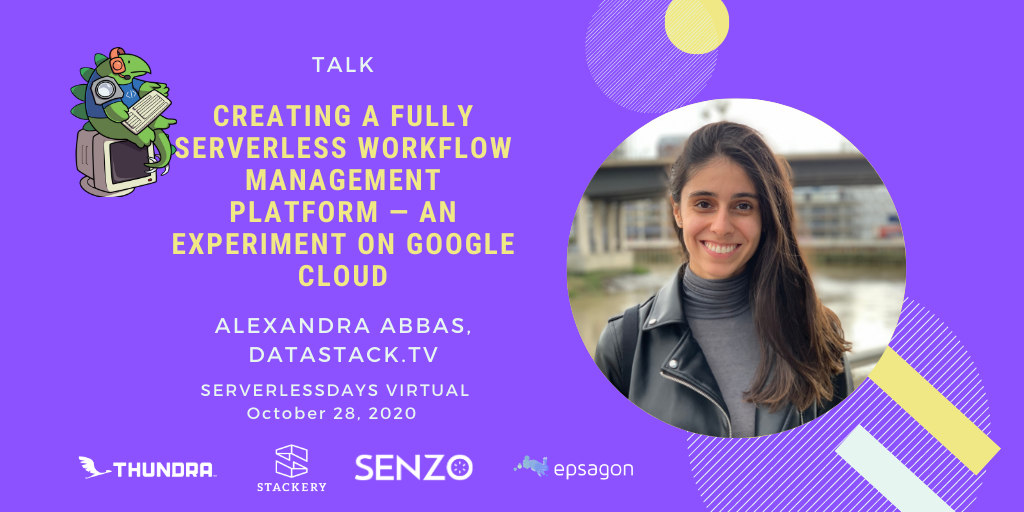 TALK
CREATING A FULLY
SERVERLESS WORKFLOW
MANAGEMENT
PLATFORM — AN
EXPERIMENT ON GOOGLE
CLOUD
ALEXANDRA ABBAS,
DATASTACK.TV
SERVERLESSDAYS VIRTUAL
October 28, 2020
THUNDRA
STACKERY
SENZO
epsagon